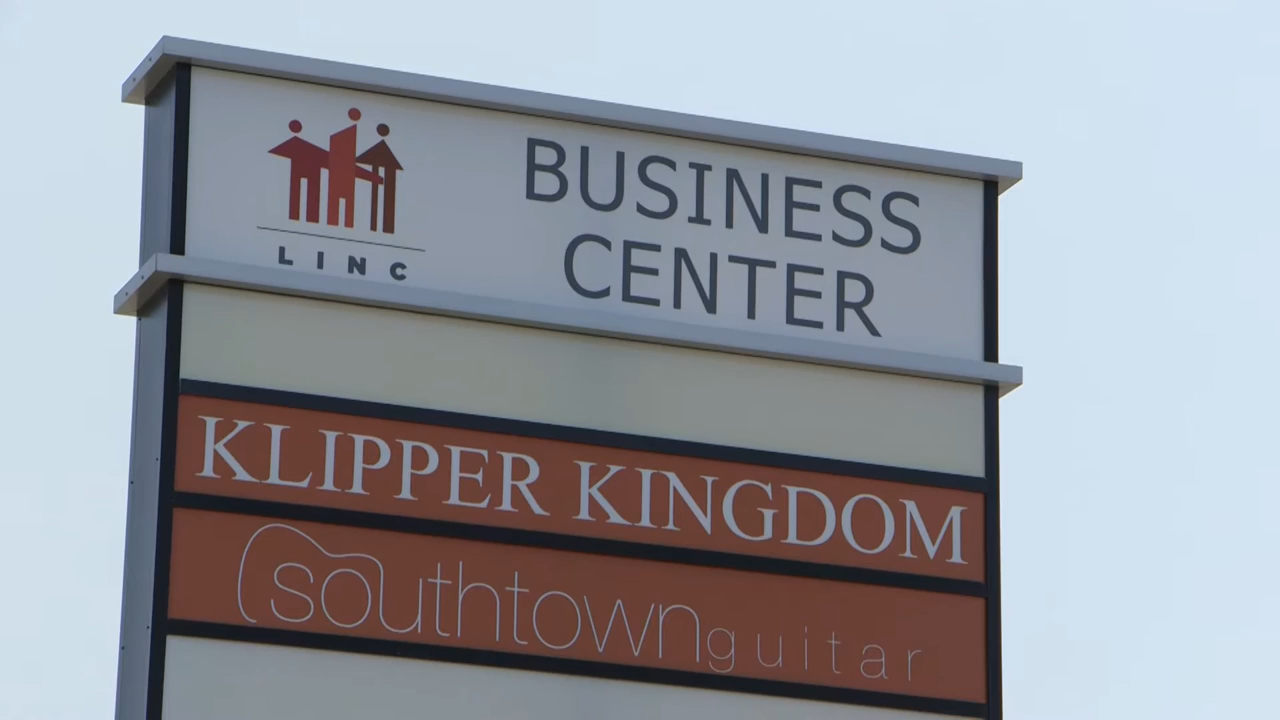 LINC
BUSINESS
CENTER
KLIPPER KINGDOM
southtown guitar